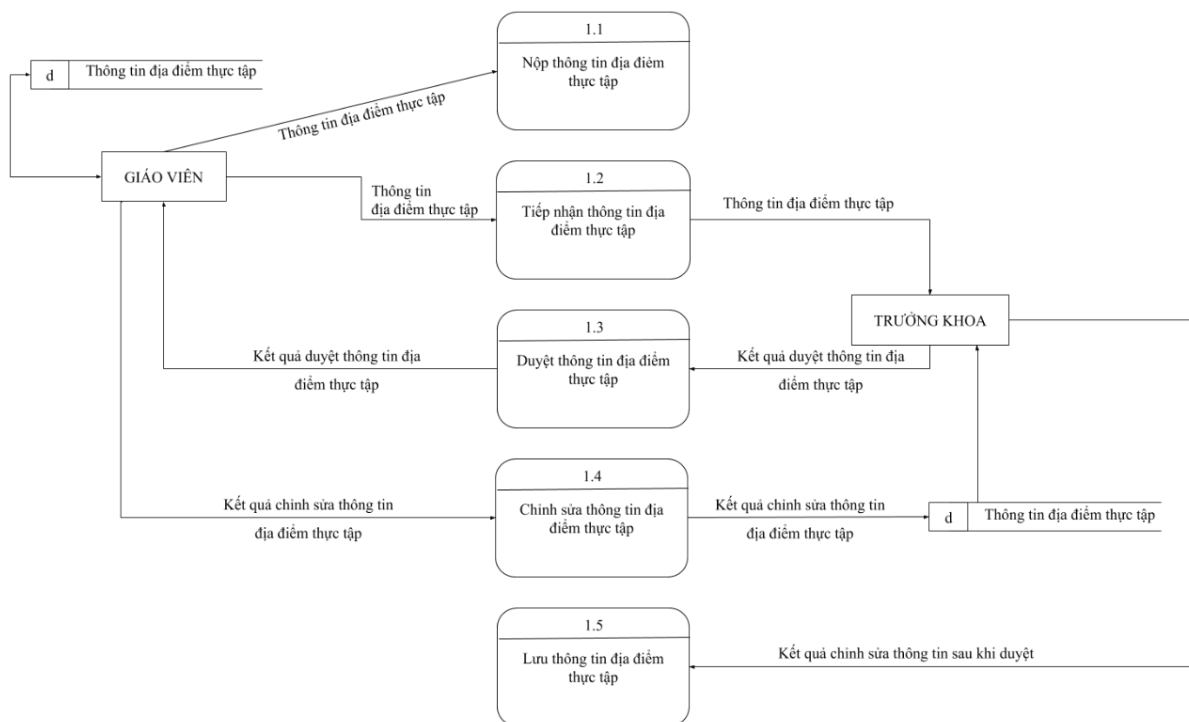 1.1
Nộp thông tin địa điểm
thực tập
d
Thông tin địa điểm thực tập
Thông tin địa điểm thực tập
GIÁO VIÊN
1.2
Tiếp nhận thông tin địa
điểm thực tập
Thông tin
địa điểm thực tập
Thông tin địa điểm thực tập
TRƯỞNG KHOA
1.3
Duyệt thông tin địa điểm
thực tập
Kết quả duyệt thông tin địa
điểm thực tập
Kết quả duyệt thông tin địa
điểm thực tập
1.4
Chỉnh sửa thông tin địa
điểm thực tập
Kết quả chỉnh sửa thông tin
địa điểm thực tập
Kết quả chỉnh sửa thông tin
địa điểm thực tập
d
Thông tin địa điểm thực tập
1.5
Lưu thông tin địa điểm
thực tập
Kết quả chỉnh sửa thông tin sau khi duyệt